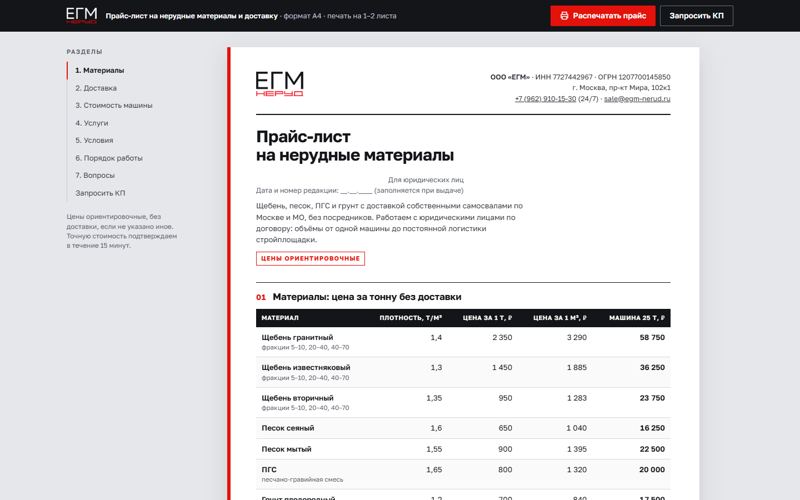 ЕГМ
НЕРУД
Прайс-лист на нерудные материалы и доставку · формат А4 · печать на 1–2 листа
Распечатать прайс
Запросить КП
РАЗДЕЛЫ
1. Материалы
2. Доставка
3. Стоимость машины
4. Услуги
5. Условия
6. Порядок работы
7. Вопросы
Запросить КП
Цены ориентировочные, без
доставки, если не указано иное.
Точную стоимость подтверждаем
в течение 15 минут.
ЕГМ
НЕРУД
ООО «ЕГМ» · ИНН 7727442967 · ОГРН 1207700145850
г. Москва, пр-кт Мира, 102к1
+7 (962) 910-15-30 (24/7) · sale@egm-nerud.ru
Прайс-лист
на нерудные материалы
Для юридических лиц
Дата и номер редакции: __.__.____ (заполняется при выдаче)
Щебень, песок, ПГС и грунт с доставкой собственными самосвалами по
Москве и МО, без посредников. Работаем с юридическими лицами по
договору: объёмы от одной машины до постоянной логистики
стройплощадки.
ЦЕНЫ ОРИЕНТИРОВОЧНЫЕ
01 Материалы: цена за тонну без доставки
МАТЕРИАЛ ПЛОТНОСТЬ, Т/М³ ЦЕНА ЗА 1 Т, ₽ ЦЕНА ЗА 1 М³, ₽ МАШИНА 25 Т, ₽
Щебень гранитный 1,4 2 350 3 290 58 750
фракции 5-10, 20-40, 40-70
Щебень известняковый 1,3 1 450 1 885 36 250
фракции 5-10, 20-40, 40-70
Щебень вторичный 1,35 950 1 283 23 750
фракции 5-10, 20-40, 40-70
Песок сеяный 1,6 650 1 040 16 250
Песок мытый 1,55 900 1 395 22 500
ПГС 1,65 800 1 320 20 000
песчано-гравийная смесь
Грунт плодородный 1,2 700 840 17 500